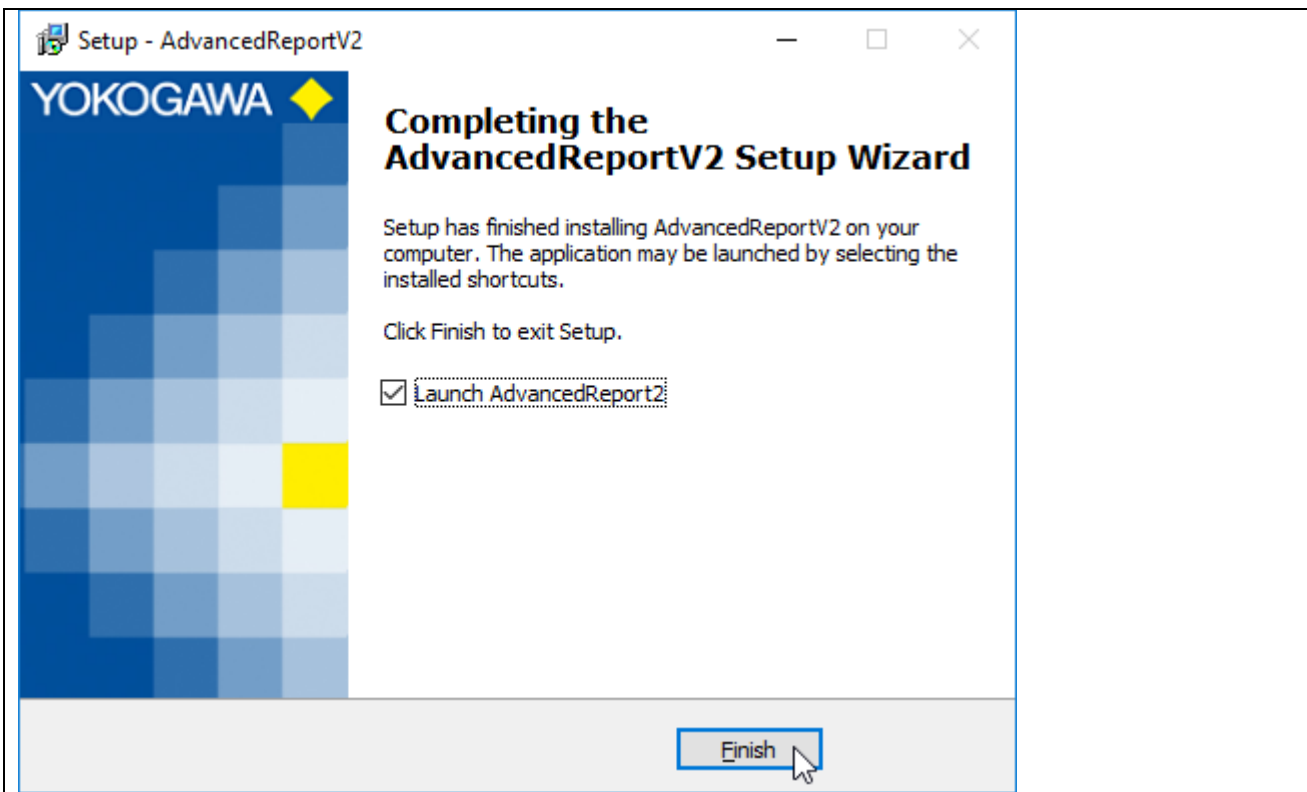 Setup - AdvancedReportV2
YOKOGAWA
Completing the
AdvancedReportV2 Setup Wizard
Setup has finished installing AdvancedReportV2 on your
computer. The application may be launched by selecting the
installed shortcuts.
Click Finish to exit Setup.
Launch AdvancedReport2
Finish